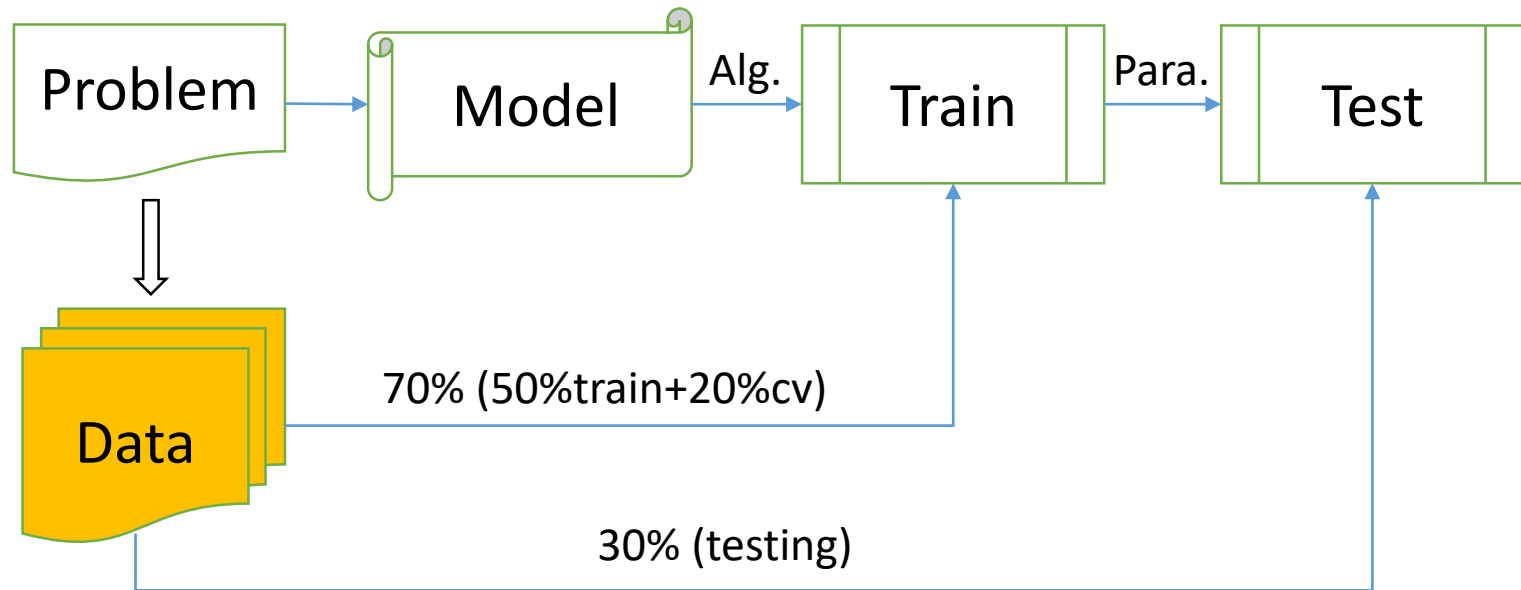 Problem
Model
Alg.
Train
Para.
Test
70% (50%train+20%cv)
Data
30% (testing)